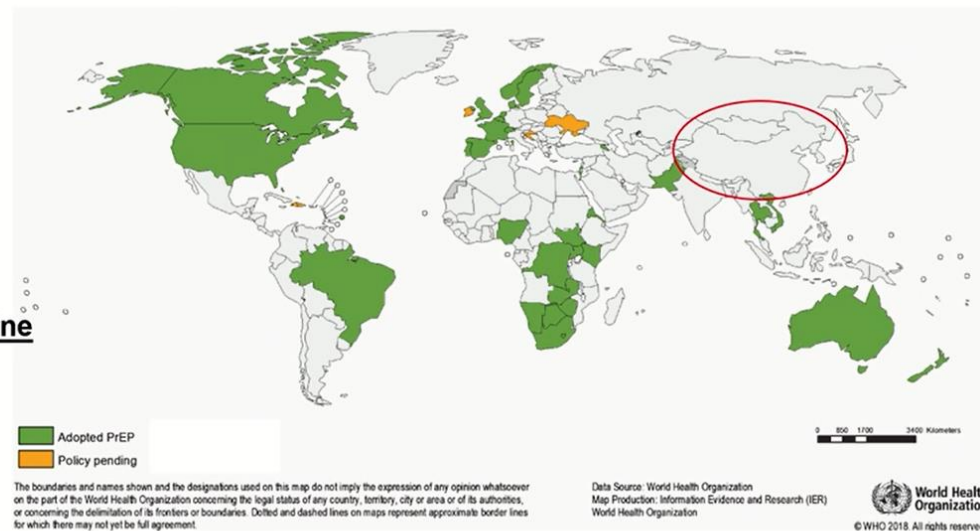 ne
Adopted PrEP
Policy pending
0 850 1700 3400 Kilometers
The boundaries and names shown and the designations used on this map do not imply the expression of any opinion whatsoever
on the part of the World Health Organization concerning the legal status of any country, territory, city or area or of its authorities,
or concerning the delimitation of its frontiers or boundaries. Dotted and dashed lines on maps represent approximate border lines
for which there may not yet be full agreement.
Data Source: World Health Organization
Map Production: Information Evidence and Research (IER)
World Health Organization
World Healt
Organizatio
© WHO 2018. All rights reserve